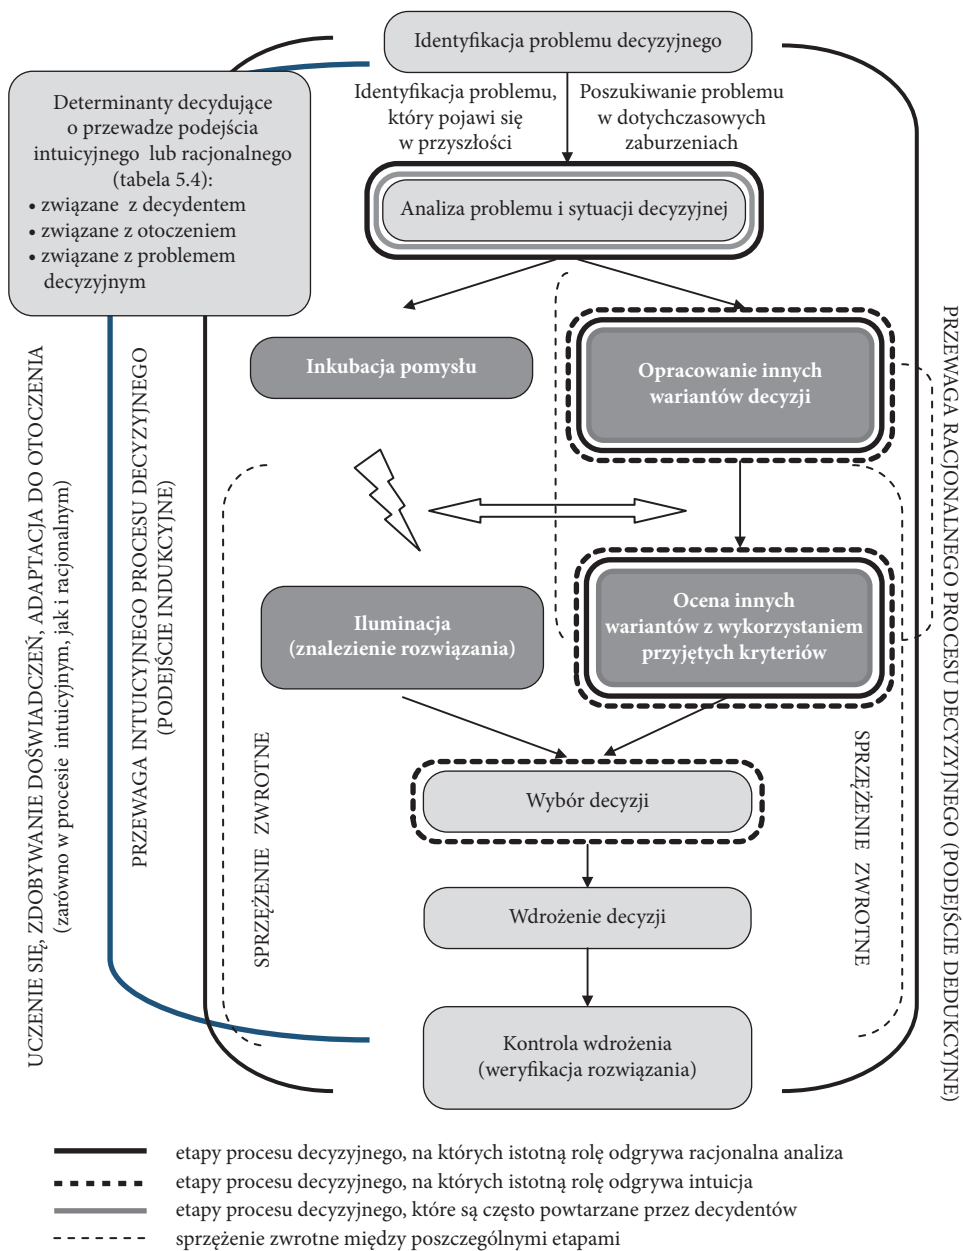 Identyfikacja problemu decyzyjnego
Determinanty decydujące
o przewadze podejścia
intuicyjnego lub racjonalnego
(tabela 5.4):
• związane z decydentem
• związane z otoczeniem
• związane z problemem
decyzyjnym
Identyfikacja problemu,
który pojawi się
w przyszłości
Poszukiwanie problemu
w dotychczasowych
zaburzeniach
Analiza problemu i sytuacji decyzyjnej
Inkubacja pomysłu
Opracowanie innych
wariantów decyzji
Iluminacja
(znalezienie rozwiązania)
Ocena innych
wariantów z wykorzystaniem
przyjętych kryteriów
Wybór decyzji
Wdrożenie decyzji
Kontrola wdrożenia
(weryfikacja rozwiązania)
UCZENIE SIĘ, ZDOBYWANIE DOŚWIADCZEŃ, ADAPTACJA DO OTOCZENIA
(zarówno w procesie intuicyjnym, jak i racjonalnym)
PRZEWAGA INTUICYJNEGO PROCESU DECYZYJNEGO
(PODEJŚCIE INDUKCYJNE)
SPRZĘŻENIE ZWROTNE
SPRZĘŻENIE ZWROTNE
PRZEWAGA RACJONALNEGO PROCESU DECYZYJNEGO (PODEJŚCIE DEDUKCYJNE)
etapy procesu decyzyjnego, na których istotną rolę odgrywa racjonalna analiza
etapy procesu decyzyjnego, na których istotną rolę odgrywa intuicja
etapy procesu decyzyjnego, które są często powtarzane przez decydentów
sprzężenie zwrotne między poszczególnymi etapami